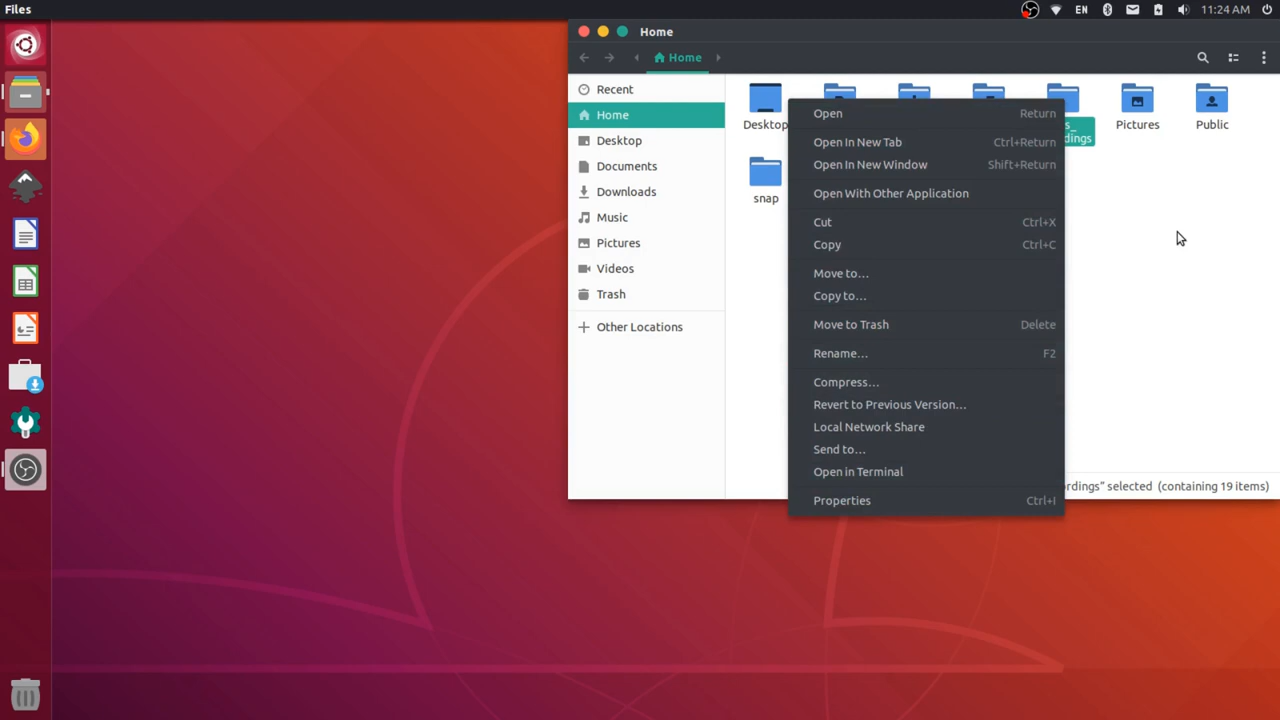 Files
EN
11:24 AM
Home
Home
Recent
Home
Desktop
Documents
Downloads
Music
Pictures
Videos
Trash
Other Locations
Desktop
Pictures
Public
snap
Open Return
Open In New Tab Ctrl+Return
Open In New Window Shift+Return
Open With Other Application
Cut Ctrl+X
Copy Ctrl+C
Move to…
Copy to…
Move to Trash Delete
Rename… F2
Compress…
Revert to Previous Version…
Local Network Share
Send to…
Open in Terminal
Properties Ctrl+I
selected (containing 19 items)